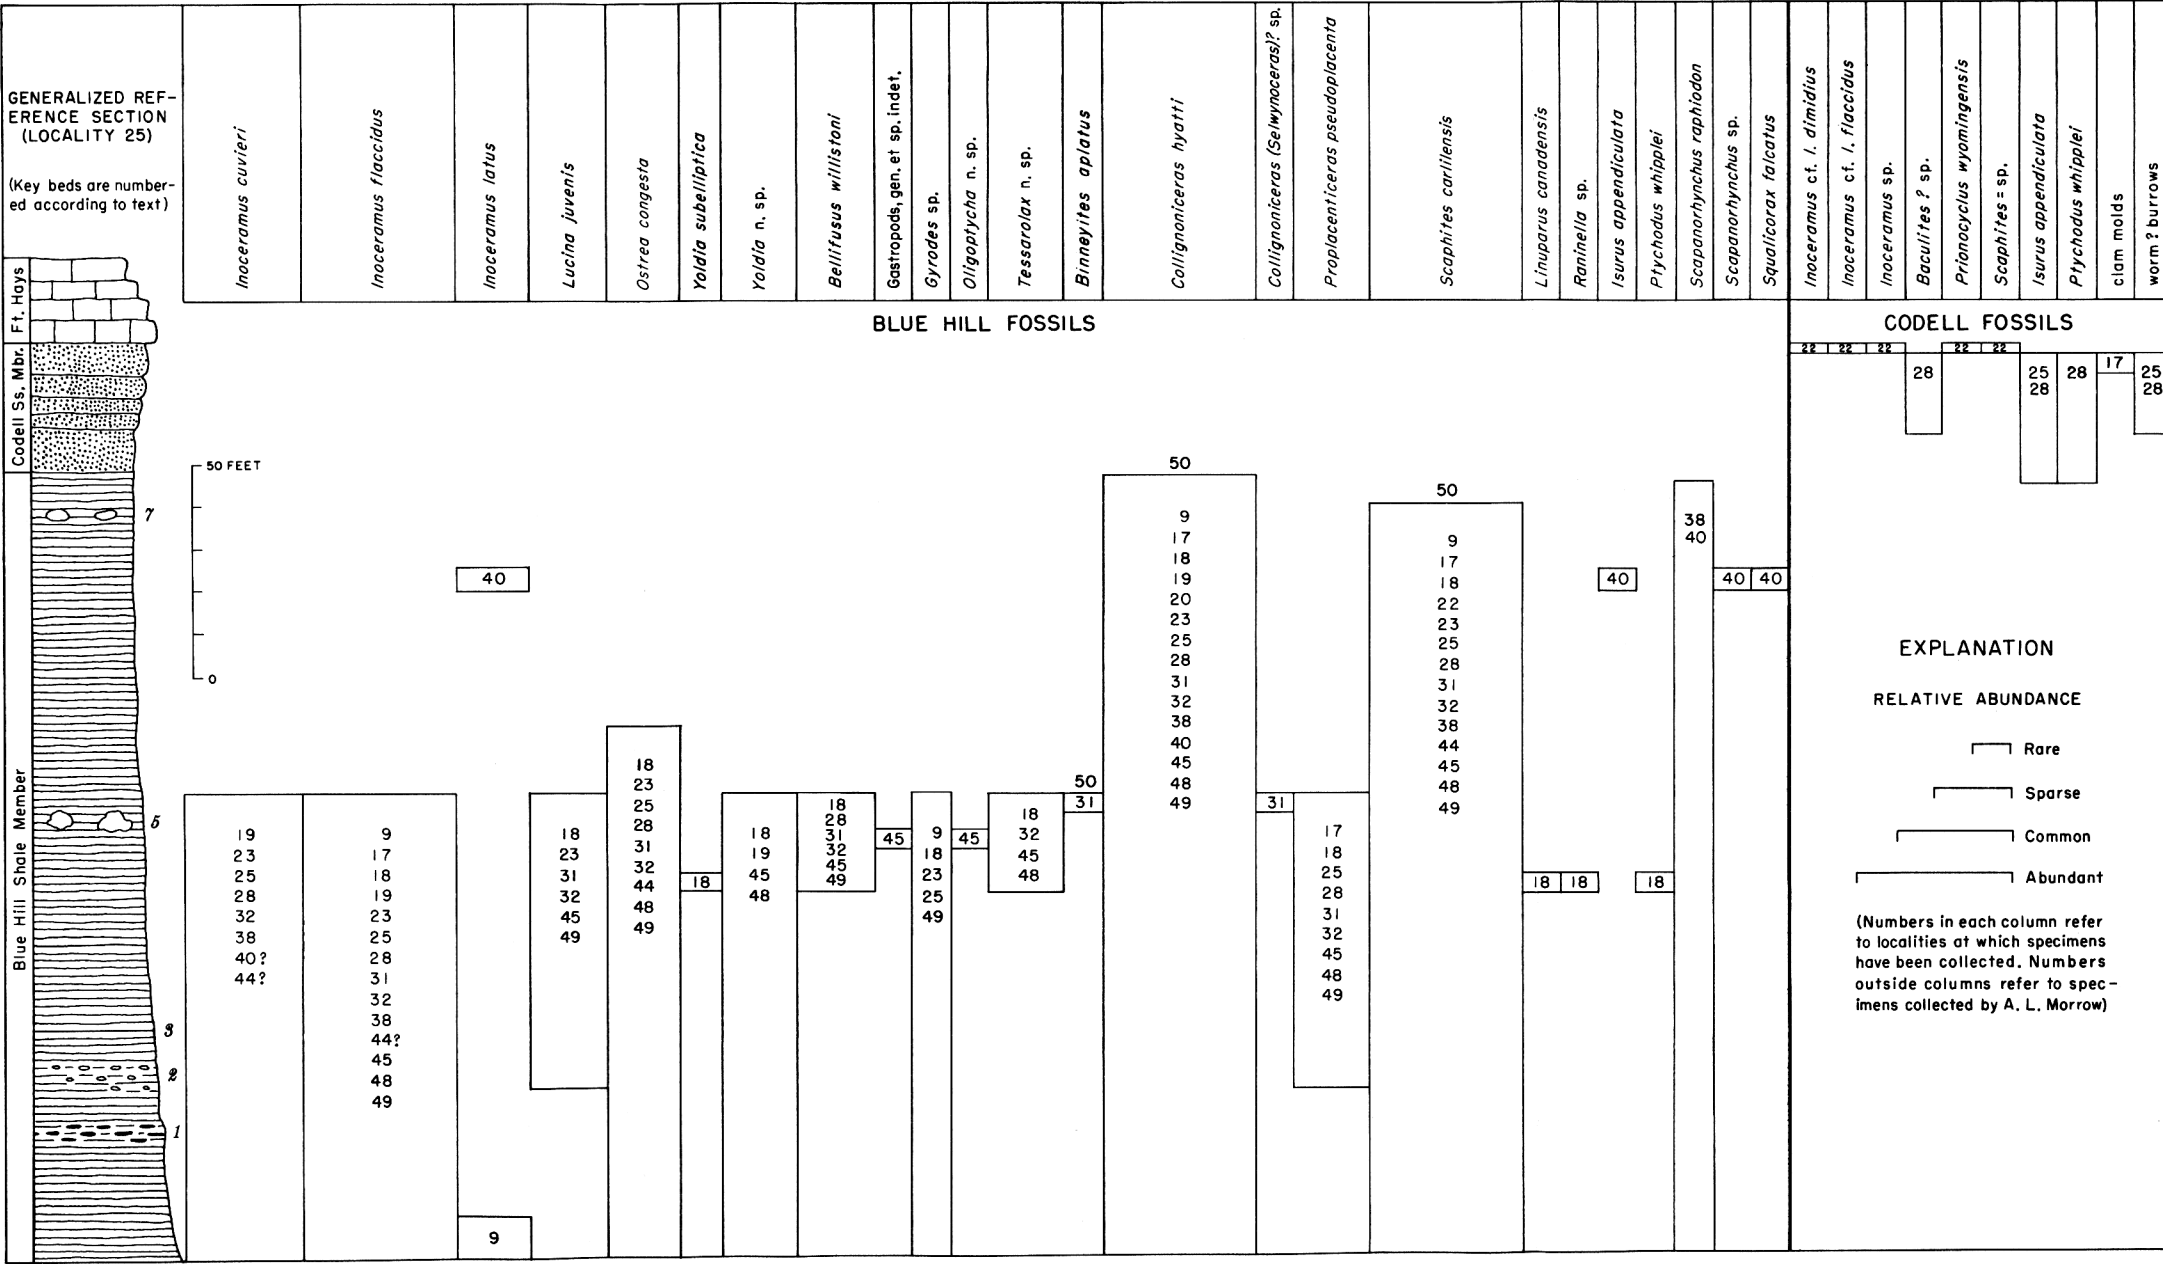 GENERALIZED REF-
ERENCE SECTION
(LOCALITY 25)
(Key beds are number-
ed according to text)
Inoceramus cuvieri
Inoceramus flaccidus
Inoceramus latus
Lucina juvenis
Ostrea congesta
Yoldia subelliptica
Yoldia n. sp.
Bellifusus willistoni
Gastropods, gen. et sp. indet.
Gyrodes sp.
Oligoptycha n. sp.
Tessarolax n. sp.
Binneyites aplatus
Collignoniceras hyatti
Collignoniceras (Selwynoceras)? sp.
Proplacenticeras pseudoplacenta
Scaphites carlilensis
Linuparus canadensis
Raninella sp.
Isurus appendiculata
Ptychodus whipplei
Scapanorhynchus raphiodon
Scapanorhynchus sp.
Squalicorax falcatus
Inoceramus cf. I. dimidius
Inoceramus cf. I. flaccidus
Inoceramus sp.
Baculites ? sp.
Prionocyclus wyomingensis
Scaphites = sp.
Isurus appendiculata
Ptychodus whipplei
clam molds
worm ? burrows
BLUE HILL FOSSILS
CODELL FOSSILS
Ft. Hays
Codell Ss. Mbr.
Blue Hill Shale Member
7
5
3
2
1
50 FEET
0
19
23
25
28
32
38
40?
44?
9
17
18
19
23
25
28
31
32
38
44?
45
48
49
40
9
18
23
31
32
45
49
18
23
25
28
31
32
44
48
49
18
18
19
45
48
18
28
31
32
45
49
45
9
18
23
25
49
45
18
32
45
48
50
31
50
9
17
18
19
20
23
25
28
31
32
38
40
45
48
49
31
17
18
25
28
31
32
45
48
49
50
9
17
18
22
23
25
28
31
32
38
44
45
48
49
18
18
40
18
38
40
40
40
22
22
22
28
22
22
25
28
28
17
25
28
EXPLANATION
RELATIVE ABUNDANCE
Rare
Sparse
Common
Abundant
(Numbers in each column refer
to localities at which specimens
have been collected. Numbers
outside columns refer to spec-
imens collected by A. L. Morrow)